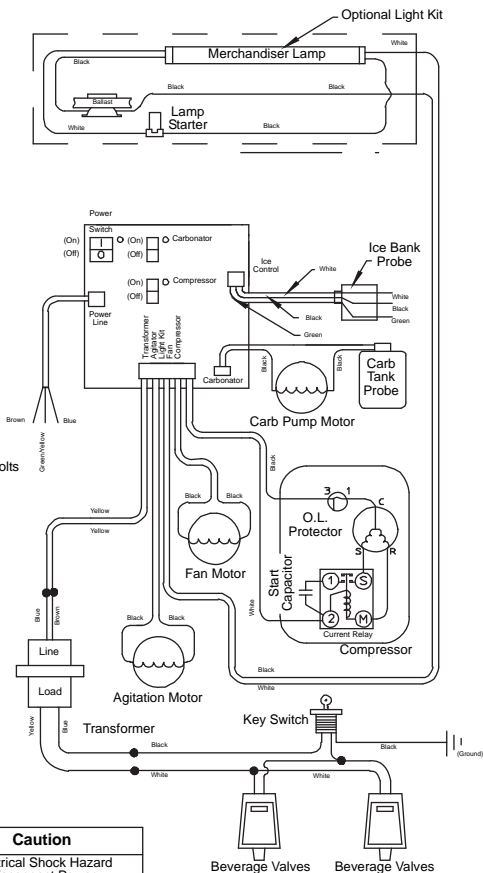 Optional Light Kit
White
Merchandiser Lamp
Black
Black
Black
Ballast
Lamp
Starter
White
Black
Power
Switch
(On)
(Off)
I
O
(On)
(Off)
Carbonator
(On)
(Off)
Compressor
Ice
Control
White
Ice Bank
Probe
White
Black
Green
Black
Green
Power
Line
Transformer
Agitator
Light Kit
Fan
Compressor
Carbonator
Black
Black
Carb
Tank
Probe
Carb Pump Motor
Brown
Green/Yellow
Blue
olts
Yellow
Yellow
Black
Black
Black
Fan Motor
3
1
O.L.
Protector
C
S
R
Start
Capacitor
1
S
2
M
Current Relay
Compressor
White
Blue
Brown
Line
Load
Black
Black
Agitation Motor
Black
White
Yellow
Blue
Transformer
Key Switch
Black
Black
I
(Ground)
White
White
Caution
trical Shock Hazard
Beverage Valves
Beverage Valves